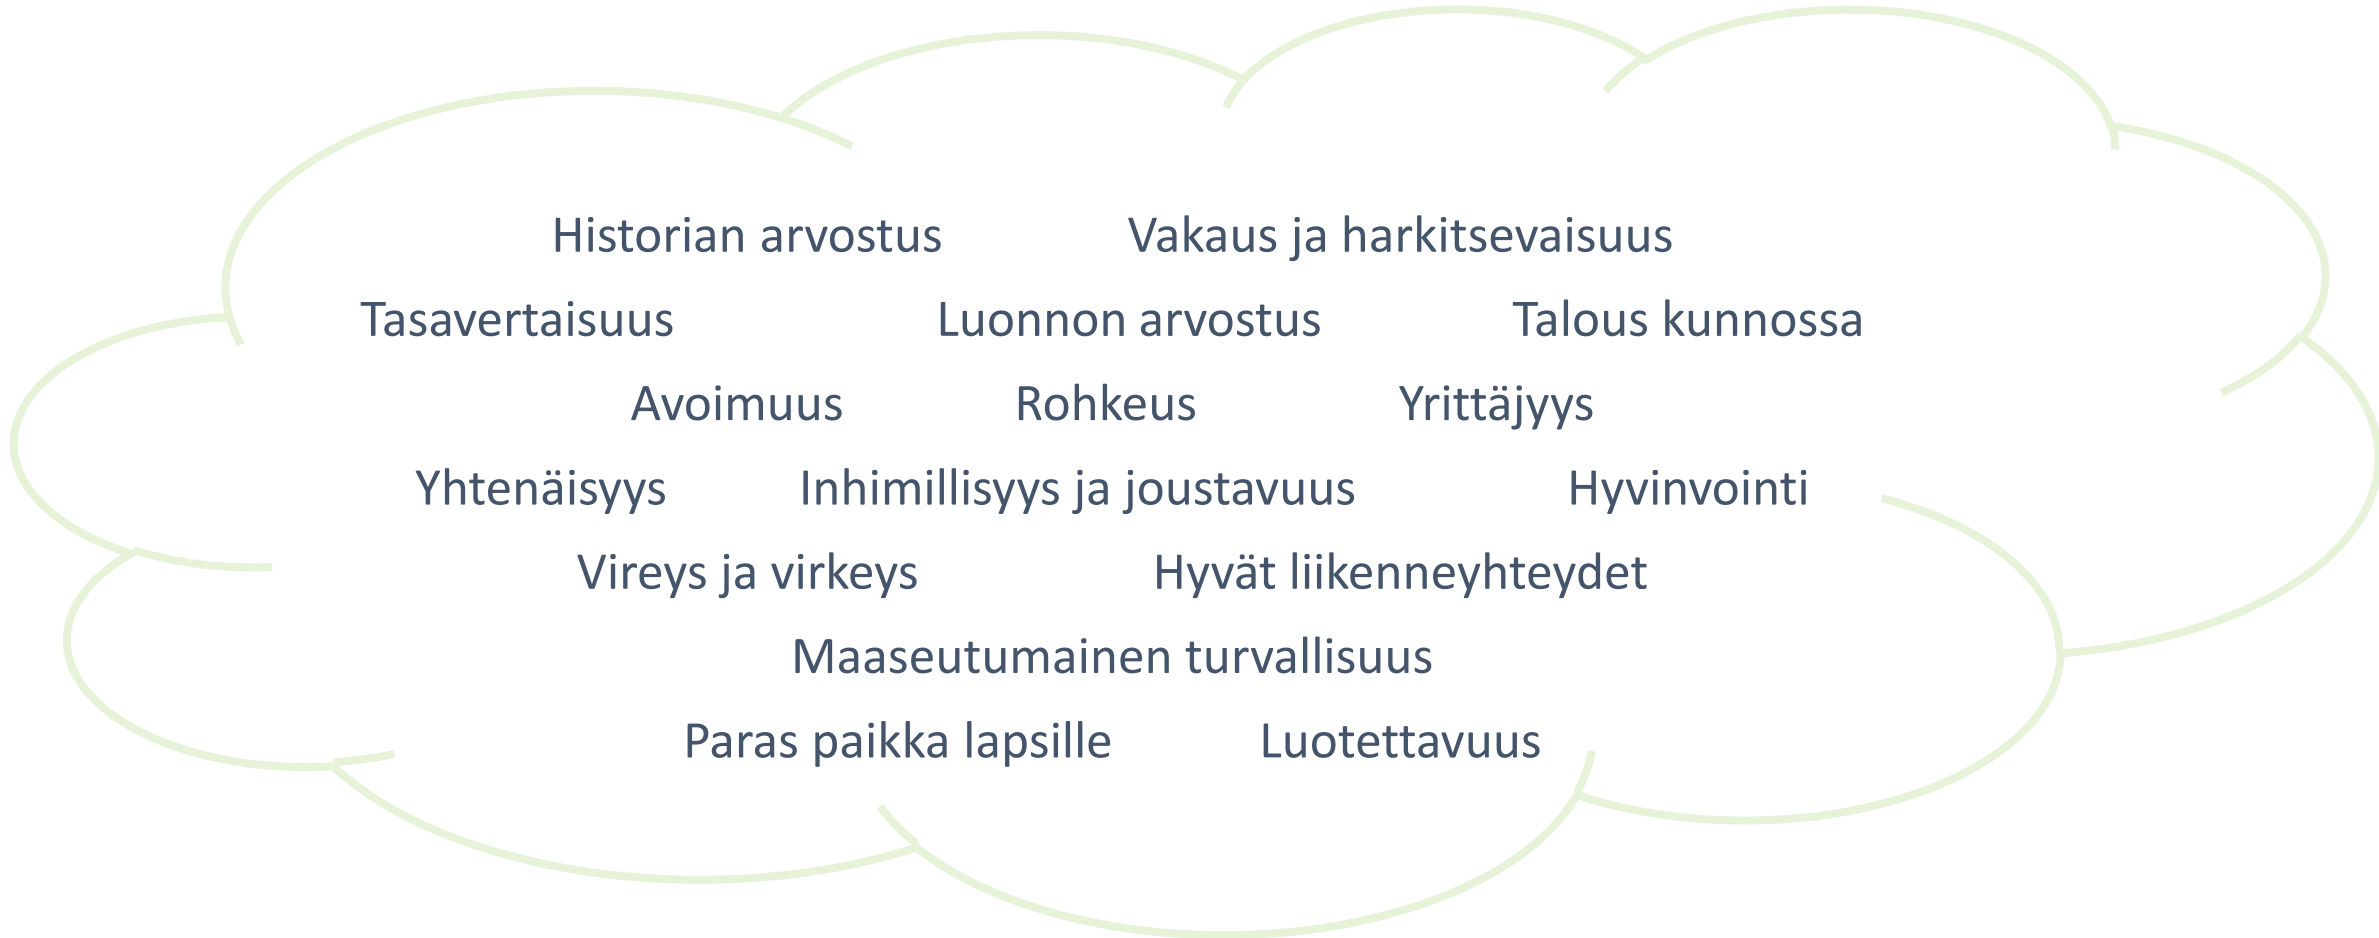 Historian arvostus Vakaus ja harkitsevaisuus
Tasavertaisuus Luonnon arvostus Talous kunnossa
Avoimuus Rohkeus Yrittäjyys
Yhtenäisyys Inhimillisyys ja joustavuus Hyvinvointi
Vireys ja virkeys Hyvät liikenneyhteydet
Maaseutumainen turvallisuus
Paras paikka lapsille Luotettavuus